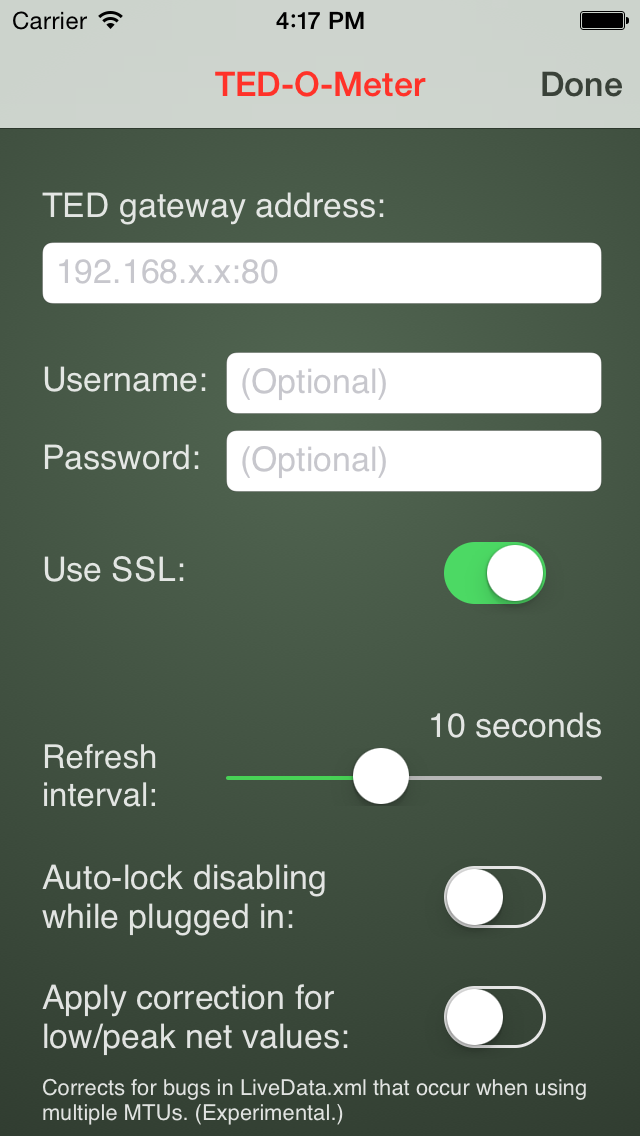 Carrier 4:17 PM
TED-O-Meter Done
TED gateway address:
192.168.x.x:80
Username: (Optional)
Password: (Optional)
Use SSL:
10 seconds
Refresh
interval:
Auto-lock disabling
while plugged in:
Apply correction for
low/peak net values:
Corrects for bugs in LiveData.xml that occur when using
multiple MTUs. (Experimental.)